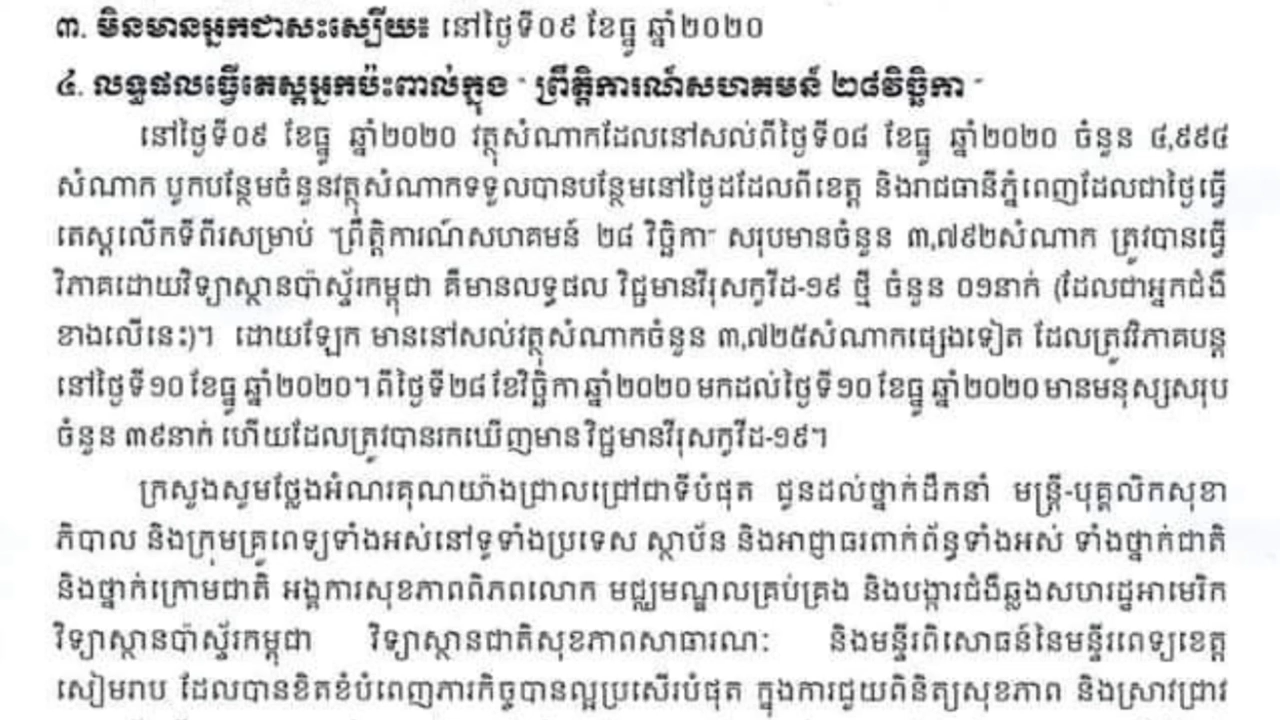 ៣. មិនមានអ្នកជាសះស្បើយ៖ នៅថ្ងៃទី០៩ ខែធ្នូ ឆ្នាំ២០២០
៤. លទ្ធផលធ្វើតេស្តអ្នកប៉ះពាល់ក្នុង " ព្រឹត្តិការណ៍សហគមន៍ ២៨វិច្ឆិកា "
នៅថ្ងៃទី០៩ ខែធ្នូ ឆ្នាំ២០២០ វត្ថុសំណាកដែលនៅសល់ពីថ្ងៃទី០៨ ខែធ្នូ ឆ្នាំ២០២០ ចំនួន ៤,៩៩៤
សំណាក បូកបន្ថែមចំនួនវត្ថុសំណាកទទួលបានបន្ថែមនៅថ្ងៃដដែលពីខេត្ត និងរាជធានីភ្នំពេញដែលជាថ្ងៃធ្វើ
តេស្តលើកទីពីរសម្រាប់ "ព្រឹត្តិការណ៍សហគមន៍ ២៨ វិច្ឆិកា" សរុបមានចំនួន ៣,៧៩២សំណាក ត្រូវបានធ្វើ
វិភាគដោយវិទ្យាស្ថានប៉ាស្ទ័រកម្ពុជា គឺមានលទ្ធផល វិជ្ជមានវីរុសកូវីដ-១៩ ថ្មី ចំនួន ០១នាក់ (ដែលជាអ្នកជំងឺ
ខាងលើនេះ)។ ដោយឡែក មាននៅសល់វត្ថុសំណាកចំនួន ៣,៧២៥សំណាកផ្សេងទៀត ដែលត្រូវវិភាគបន្ត
នៅថ្ងៃទី១០ ខែធ្នូ ឆ្នាំ២០២០។ ពីថ្ងៃទី២៨ ខែវិច្ឆិកា ឆ្នាំ២០២០ មកដល់ថ្ងៃទី១០ ខែធ្នូ ឆ្នាំ២០២០ មានមនុស្សសរុប
ចំនួន ៣៩នាក់ ហើយដែលត្រូវបានរកឃើញមាន វិជ្ជមានវីរុសកូវីដ-១៩។
ក្រសួងសូមថ្លែងអំណរគុណយ៉ាងជ្រាលជ្រៅជាទីបំផុត ជូនដល់ថ្នាក់ដឹកនាំ មន្ត្រី-បុគ្គលិកសុខា
ភិបាល និងក្រុមគ្រូពេទ្យទាំងអស់នៅទូទាំងប្រទេស ស្ថាប័ន និងអាជ្ញាធរពាក់ព័ន្ធទាំងអស់ ទាំងថ្នាក់ជាតិ
និងថ្នាក់ក្រោមជាតិ អង្គការសុខភាពពិភពលោក មជ្ឈមណ្ឌលគ្រប់គ្រង និងបង្ការជំងឺឆ្លងសហរដ្ឋអាមេរិក
វិទ្យាស្ថានប៉ាស្ទ័រកម្ពុជា វិទ្យាស្ថានជាតិសុខភាពសាធារណៈ និងមន្ទីរពិសោធន៍នៃមន្ទីរពេទ្យខេត្ត
សៀមរាប ដែលបានខិតខំបំពេញភារកិច្ចបានល្អប្រសើរបំផុត ក្នុងការជួយពិនិត្យសុខភាព និងស្រាវជ្រាវ